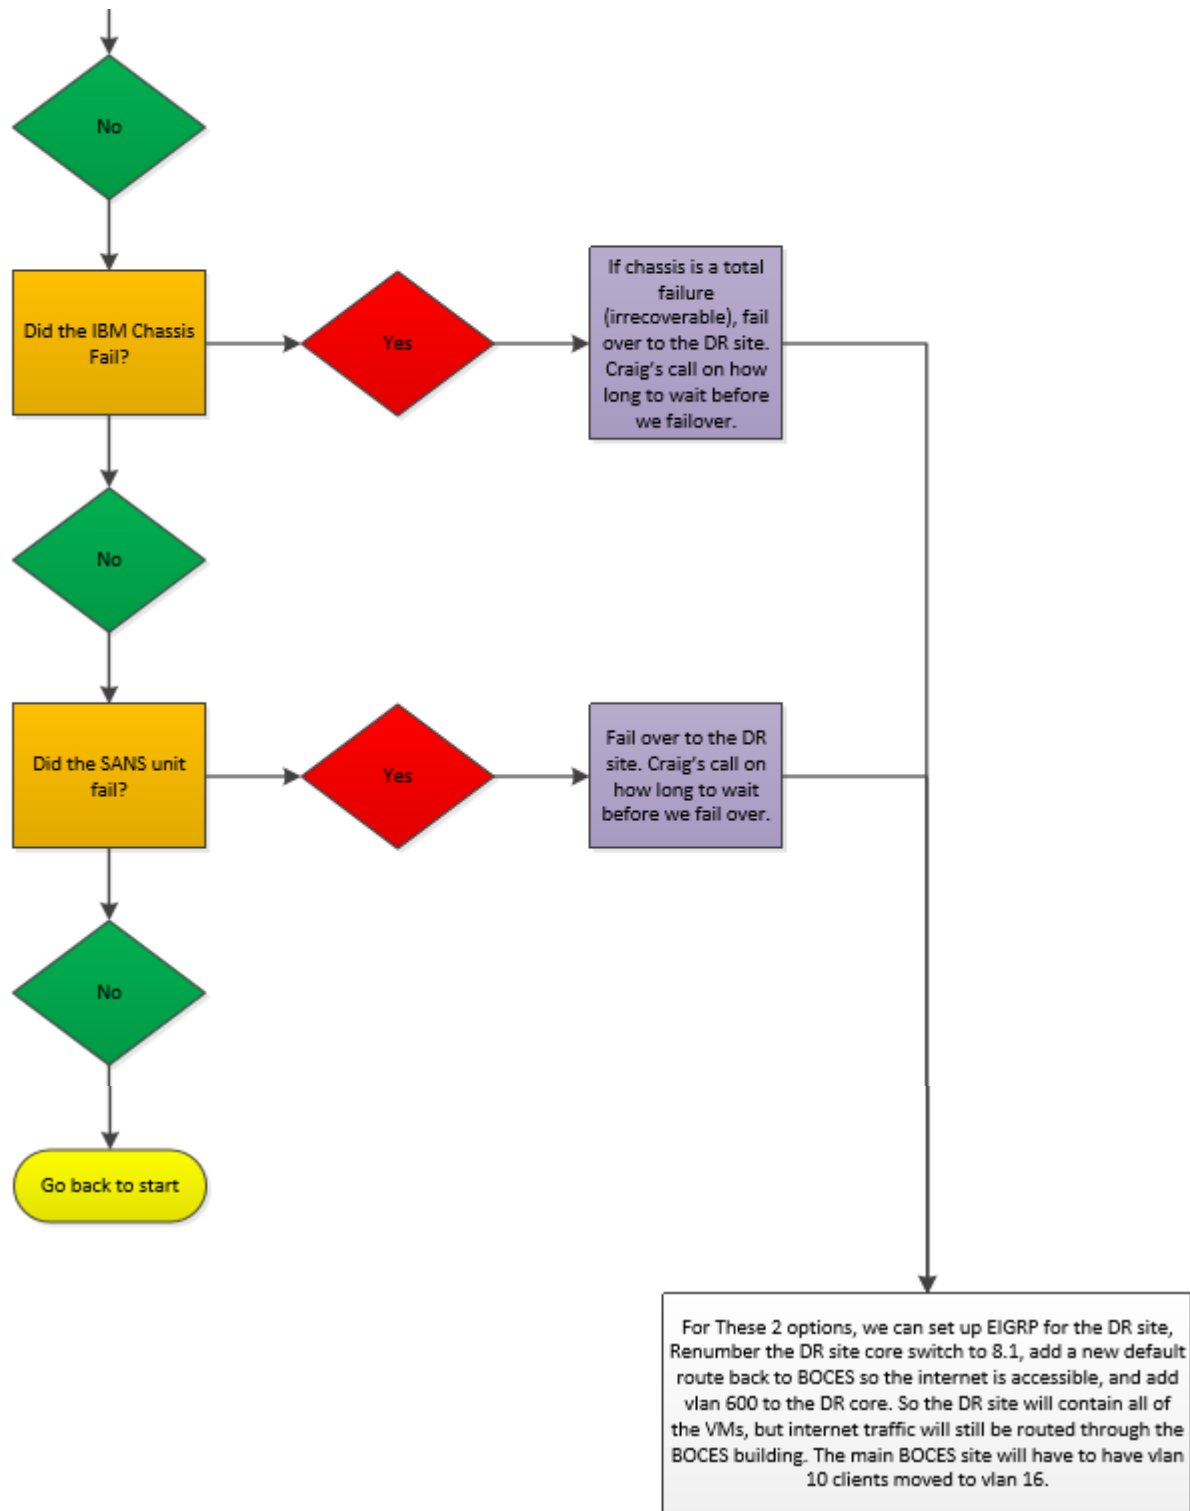 No
Did the IBM Chassis
Fail?
Yes
If chassis is a total
failure
(irrecoverable), fail
over to the DR site.
Craig's call on how
long to wait before
we failover.
No
Did the SANS unit
fail?
Yes
Fail over to the DR
site. Craig's call on
how long to wait
before we fail over.
No
Go back to start
For These 2 options, we can set up EIGRP for the DR site,
Renumber the DR site core switch to 8.1, add a new default
route back to BOCES so the internet is accessible, and add
vlan 600 to the DR core. So the DR site will contain all of
the VMs, but internet traffic will still be routed through the
BOCES building. The main BOCES site will have to have vlan
10 clients moved to vlan 16.